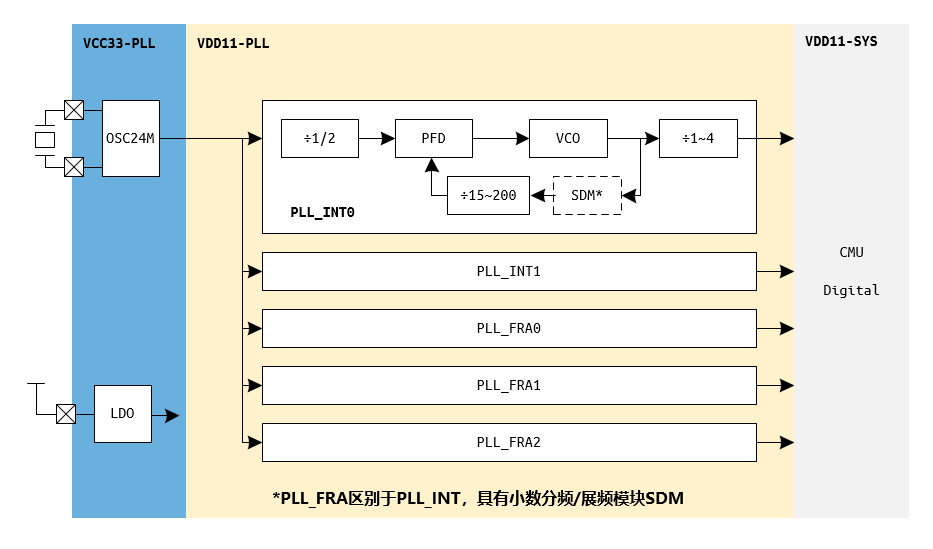 VCC33-PLL
VDD11-PLL
VDD11-SYS
OSC24M
÷1/2
PFD
VCO
÷1~4
÷15~200
SDM*
PLL_INT0
PLL_INT1
PLL_FRA0
PLL_FRA1
PLL_FRA2
CMU
Digital
LDO
*PLL_FRA区别于PLL_INT，具有小数分频/展频模块SDM